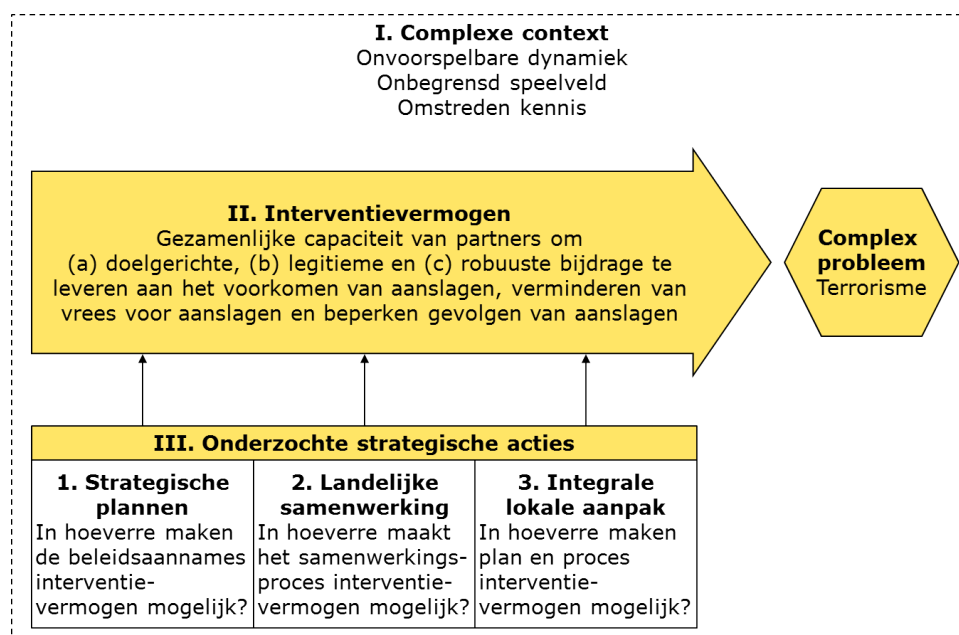 I. Complexe context
Onvoorspelbare dynamiek
Onbegrensd speelveld
Omstreden kennis
II. Interventievermogen
Gezamenlijke capaciteit van partners om
(a) doelgerichte, (b) legitieme en (c) robuuste bijdrage te
leveren aan het voorkomen van aanslagen, verminderen van
vrees voor aanslagen en beperken gevolgen van aanslagen
Complex
probleem
Terrorisme
III. Onderzochte strategische acties
1. Strategische
plannen
In hoeverre maken
de beleidsaannames
interventie-
vermogen mogelijk?
2. Landelijke
samenwerking
In hoeverre maakt
het samenwerkings-
proces interventie-
vermogen mogelijk?
3. Integrale
lokale aanpak
In hoeverre maken
plan en proces
interventie-
vermogen mogelijk?